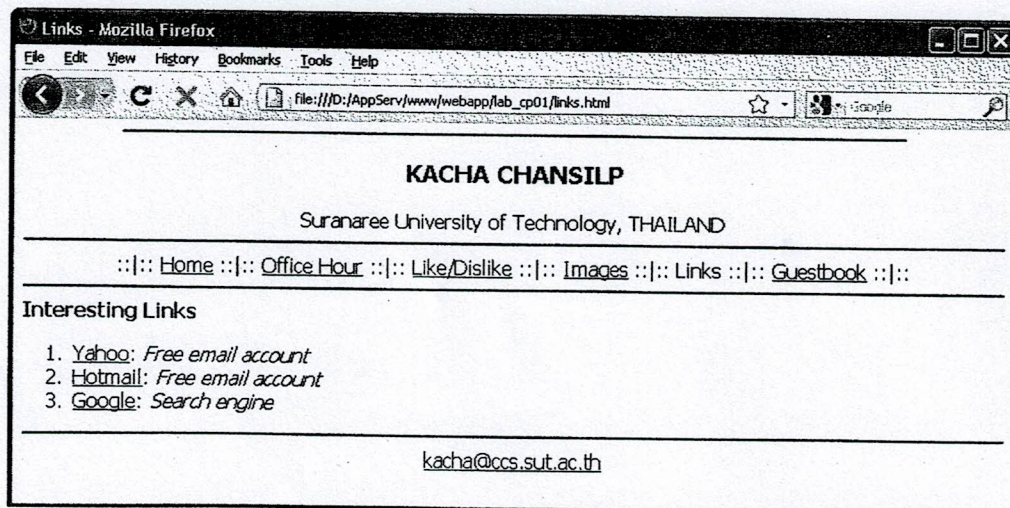 Links - Mozilla Firefox
File Edit View History Bookmarks Tools Help
file:///D:/AppServ/www/webapp/lab_cp01/links.html Google
KACHA CHANSILP
Suranaree University of Technology, THAILAND
::|:: Home ::|:: Office Hour ::|:: Like/Dislike ::|:: Images ::|:: Links ::|:: Guestbook ::|::
Interesting Links
1. Yahoo: Free email account
2. Hotmail: Free email account
3. Google: Search engine
kacha@ccs.sut.ac.th